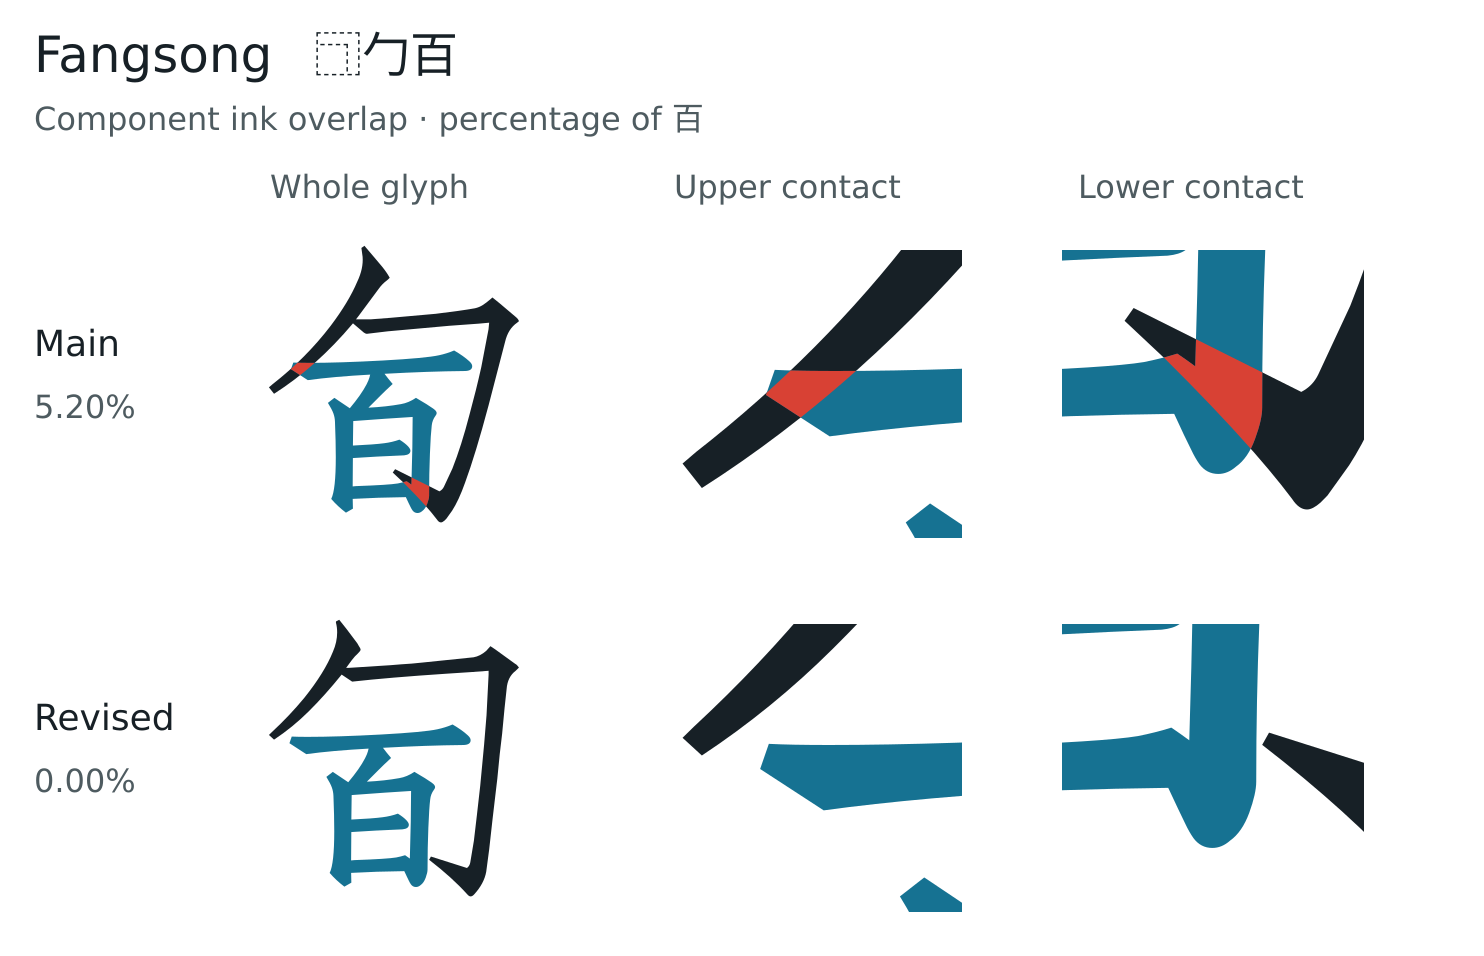 Fangsong ⿹勹百
Component ink overlap · percentage of 百
Whole glyph Upper contact Lower contact
Main
5.20%
Revised
0.00%